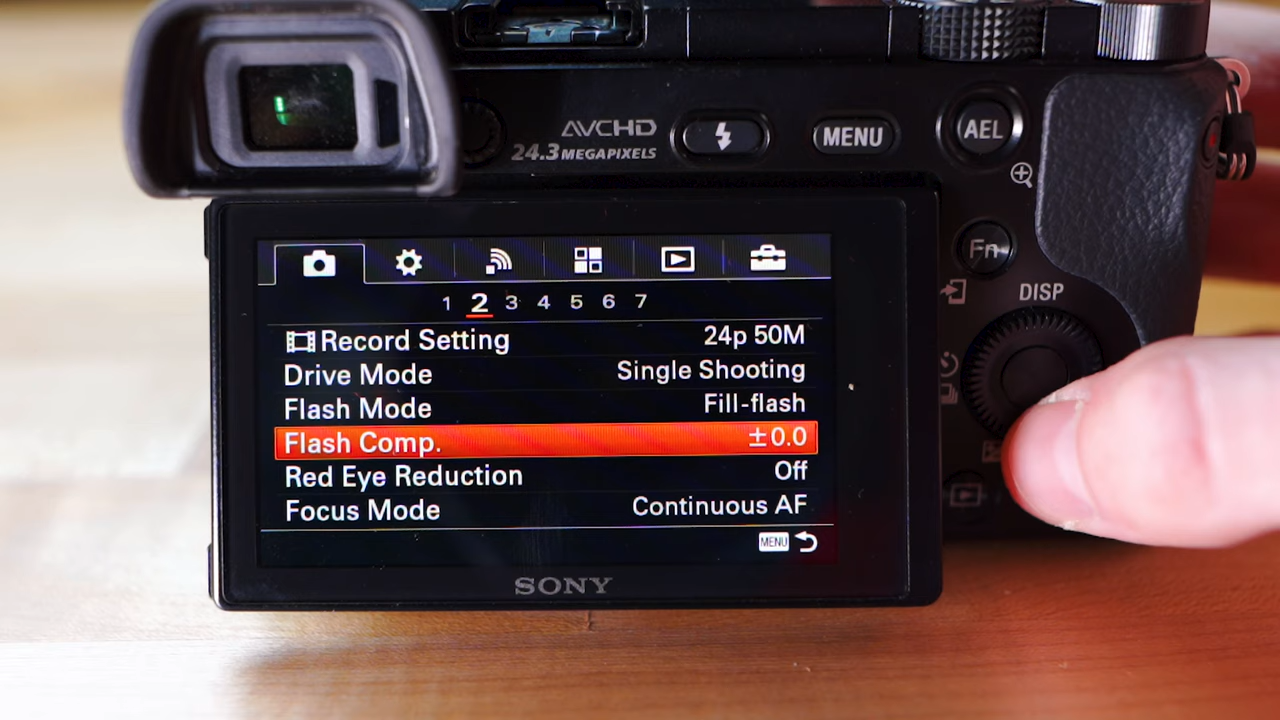 AVCHD
24.3 MEGAPIXELS
MENU
AEL
Fn
DISP
1 2 3 4 5 6 7
Record Setting 24p 50M
Drive Mode Single Shooting
Flash Mode Fill-flash
Flash Comp. ±0.0
Red Eye Reduction Off
Focus Mode Continuous AF
MENU
SONY